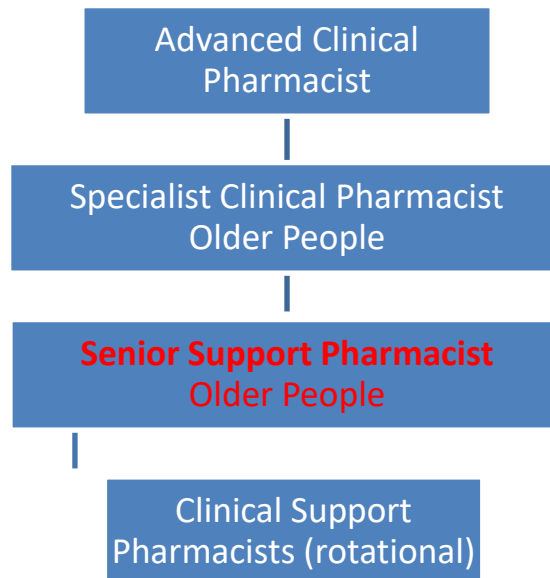 Advanced Clinical
Pharmacist
Specialist Clinical Pharmacist
Older People
Senior Support Pharmacist
Older People
Clinical Support
Pharmacists (rotational)